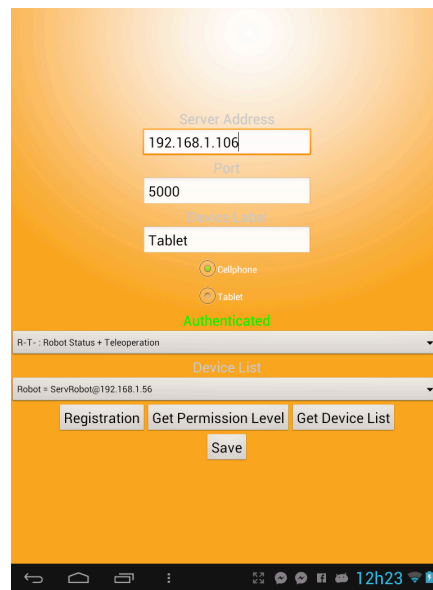 Server Address
192.168.1.106
Port
5000
Device Label
Tablet
Cellphone
Tablet
Authenticated
R-T- : Robot Status + Teleoperation
Device List
Robot = ServRobot@192.168.1.56
Registration Get Permission Level Get Device List
Save
12h23